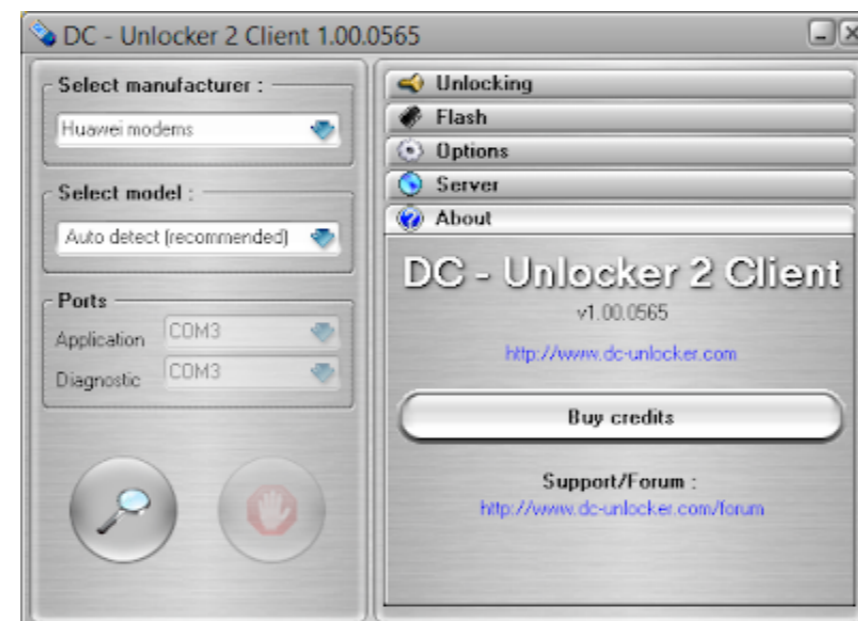 DC - Unlocker 2 Client 1.00.0565
Select manufacturer :
Huawei modems
Select model :
Auto detect (recommended)
Ports
Application COM3
Diagnostic COM3
Unlocking
Flash
Options
Server
About
DC - Unlocker 2 Client
v1.00.0565
http://www.dc-unlocker.com
Buy credits
Support/Forum :
http://www.dc-unlocker.com/forum